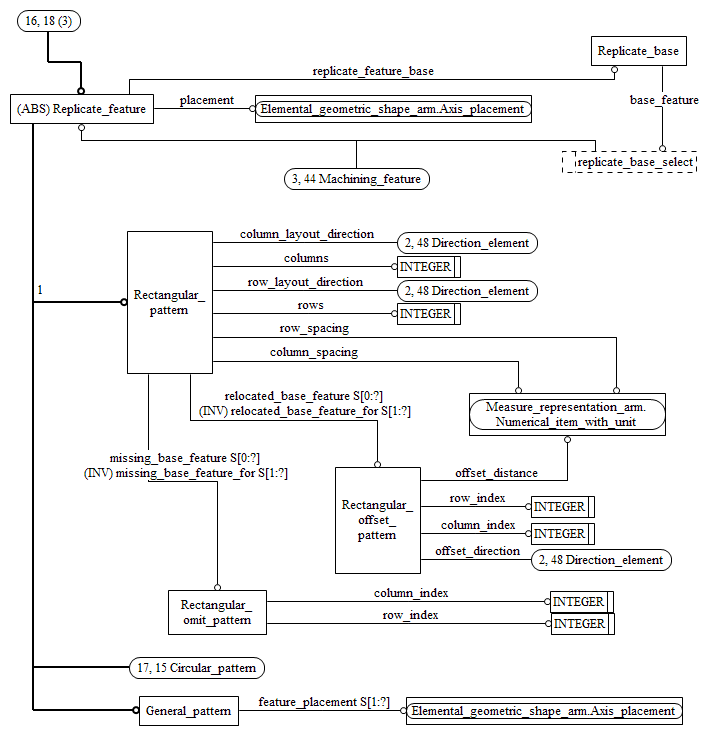 16, 18 (3)
Replicate_base
replicate_feature_base
(ABS) Replicate_feature
placement
Elemental_geometric_shape_arm.Axis_placement
base_feature
replicate_base_select
3, 44 Machining_feature
column_layout_direction
2, 48 Direction_element
columns
INTEGER
1
Rectangular_
pattern
row_layout_direction
2, 48 Direction_element
rows
INTEGER
row_spacing
column_spacing
relocated_base_feature S[0:?]
(INV) relocated_base_feature_for S[1:?]
Measure_representation_arm.
Numerical_item_with_unit
missing_base_feature S[0:?]
(INV) missing_base_feature_for S[1:?]
offset_distance
Rectangular_
offset_
pattern
row_index
INTEGER
column_index
INTEGER
offset_direction
2, 48 Direction_element
Rectangular_
omit_pattern
column_index
INTEGER
row_index
INTEGER
17, 15 Circular_pattern
General_pattern
feature_placement S[1:?]
Elemental_geometric_shape_arm.Axis_placement